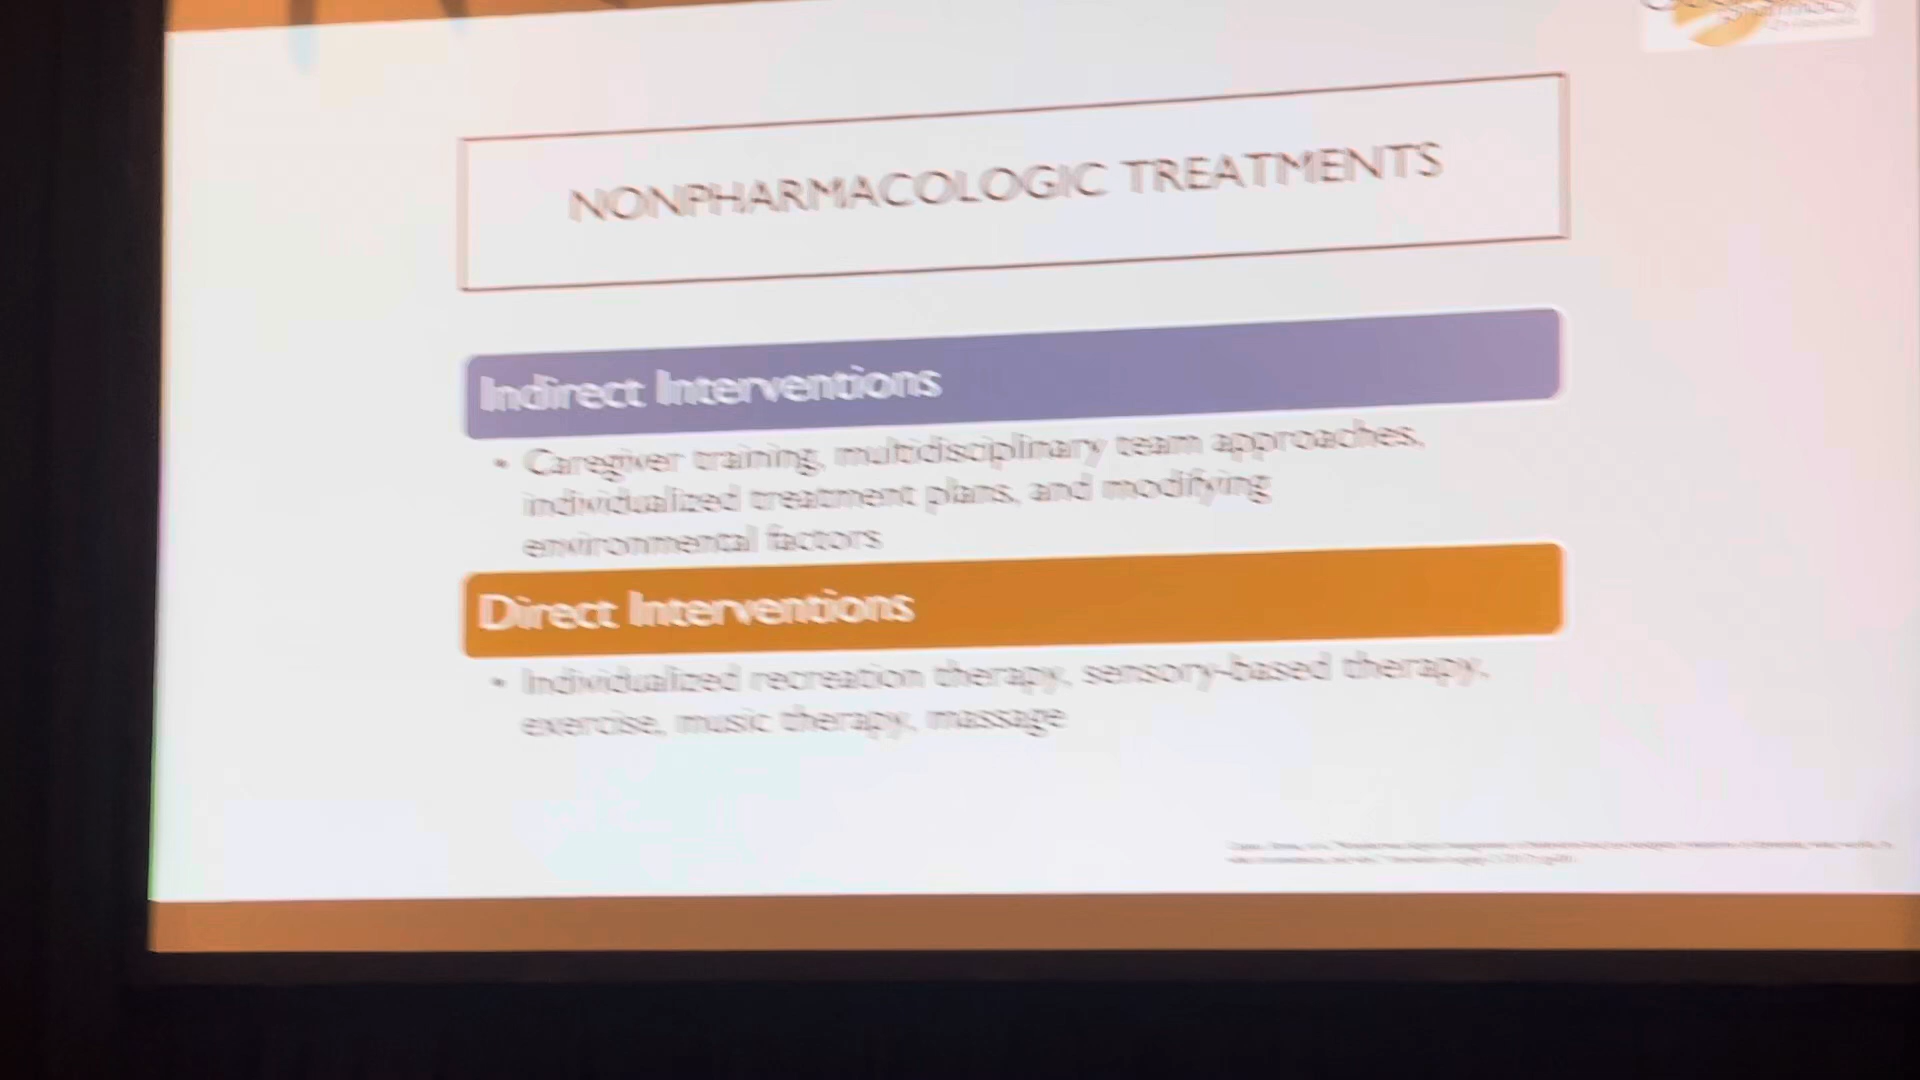 NONPHARMACOLOGIC TREATMENTS
Indirect Interventions
• Caregiver training, multidisciplinary team approaches,
individualized treatment plans, and modifying
environmental factors
Direct Interventions
• Individualized recreation therapy, sensory-based therapy,
exercise, music therapy, massage